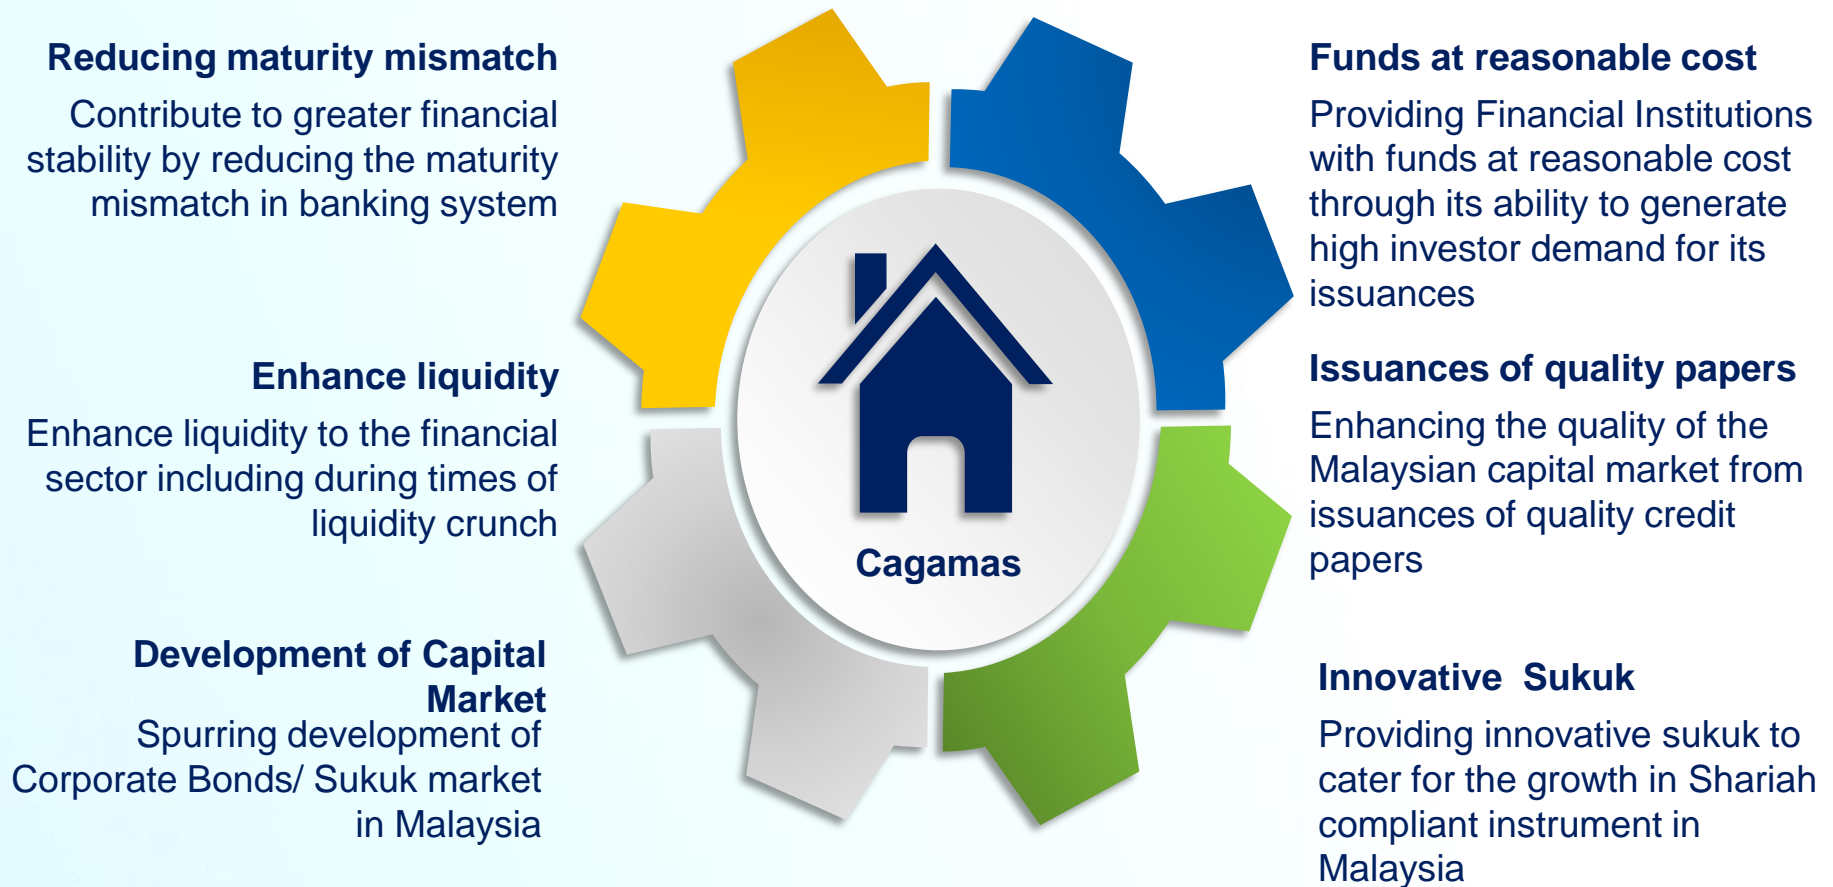 Reducing maturity mismatch
Contribute to greater financial
stability by reducing the maturity
mismatch in banking system
Enhance liquidity
Enhance liquidity to the financial
sector including during times of
liquidity crunch
Development of Capital
Market
Spurring development of
Corporate Bonds/ Sukuk market
in Malaysia
Cagamas
Funds at reasonable cost
Providing Financial Institutions
with funds at reasonable cost
through its ability to generate
high investor demand for its
issuances
Issuances of quality papers
Enhancing the quality of the
Malaysian capital market from
issuances of quality credit
papers
Innovative  Sukuk
Providing innovative sukuk to
cater for the growth in Shariah
compliant instrument in
Malaysia